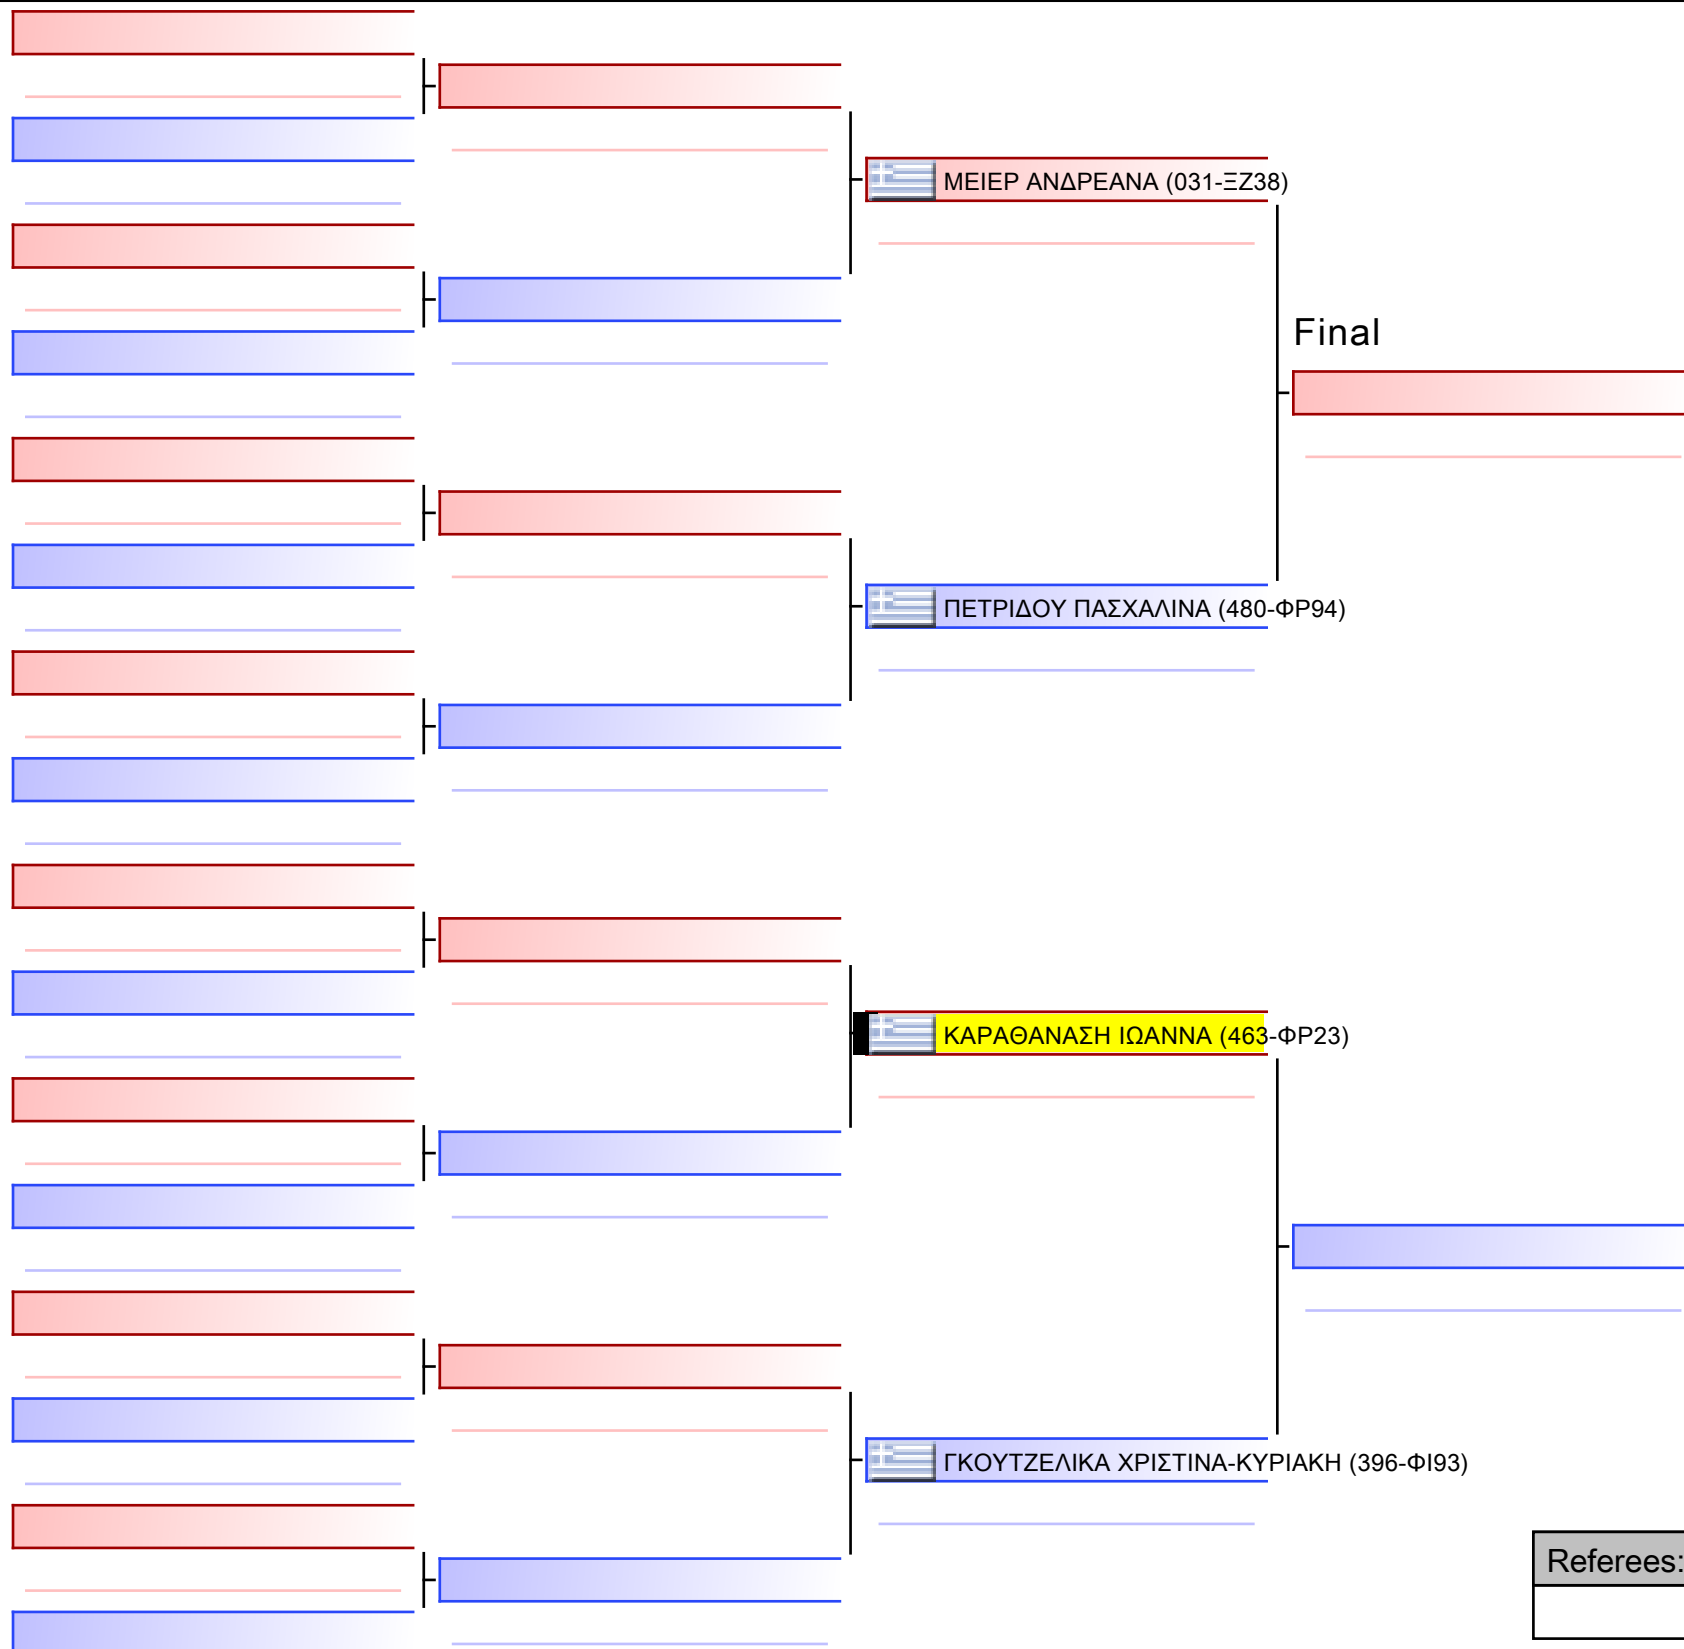 ΜΕΙΕΡ ΑΝΔΡΕΑΝΑ (031-ΞΖ38)
Final
ΠΕΤΡΙΔΟΥ ΠΑΣΧΑΛΙΝΑ (480-ΦΡ94)
ΚΑΡΑΘΑΝΑΣΗ ΙΩΑΝΝΑ (463-ΦΡ23)
ΓΚΟΥΤΖΕΛΙΚΑ ΧΡΙΣΤΙΝΑ-ΚΥΡΙΑΚΗ (396-ΦΙ93)
Referees: